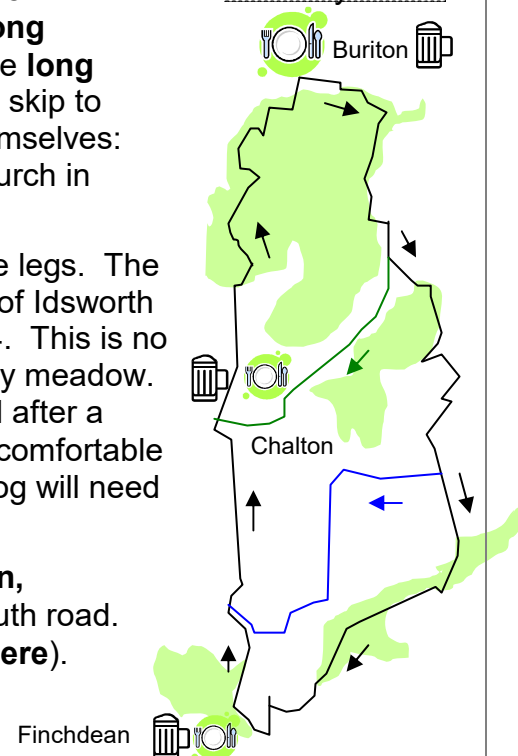 ong
e long
skip to
mselves:
urch in
e legs. The
of Idsworth
. This is no
y meadow.
after a
comfortable
og will need
n,
uth road.
ere).
Buriton
Chalton
Finchdean